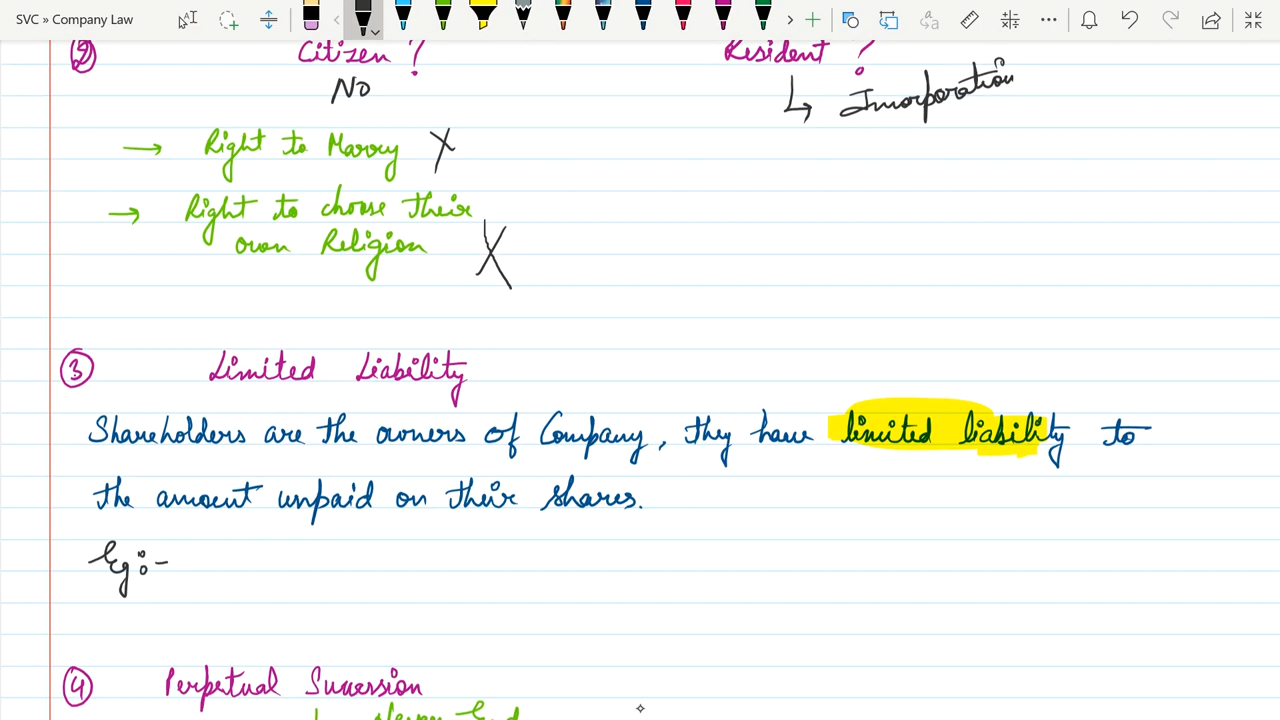 SVC » Company Law
② Citizen ? Resident ?
No ↳ Incorporation
→ Right to Marry X
→ Right to choose their
own Religion X
③ Limited Liability
Shareholders are the owners of Company, they have limited liability to
the amount unpaid on their shares.
Eg:-
④ Perpetual Succession